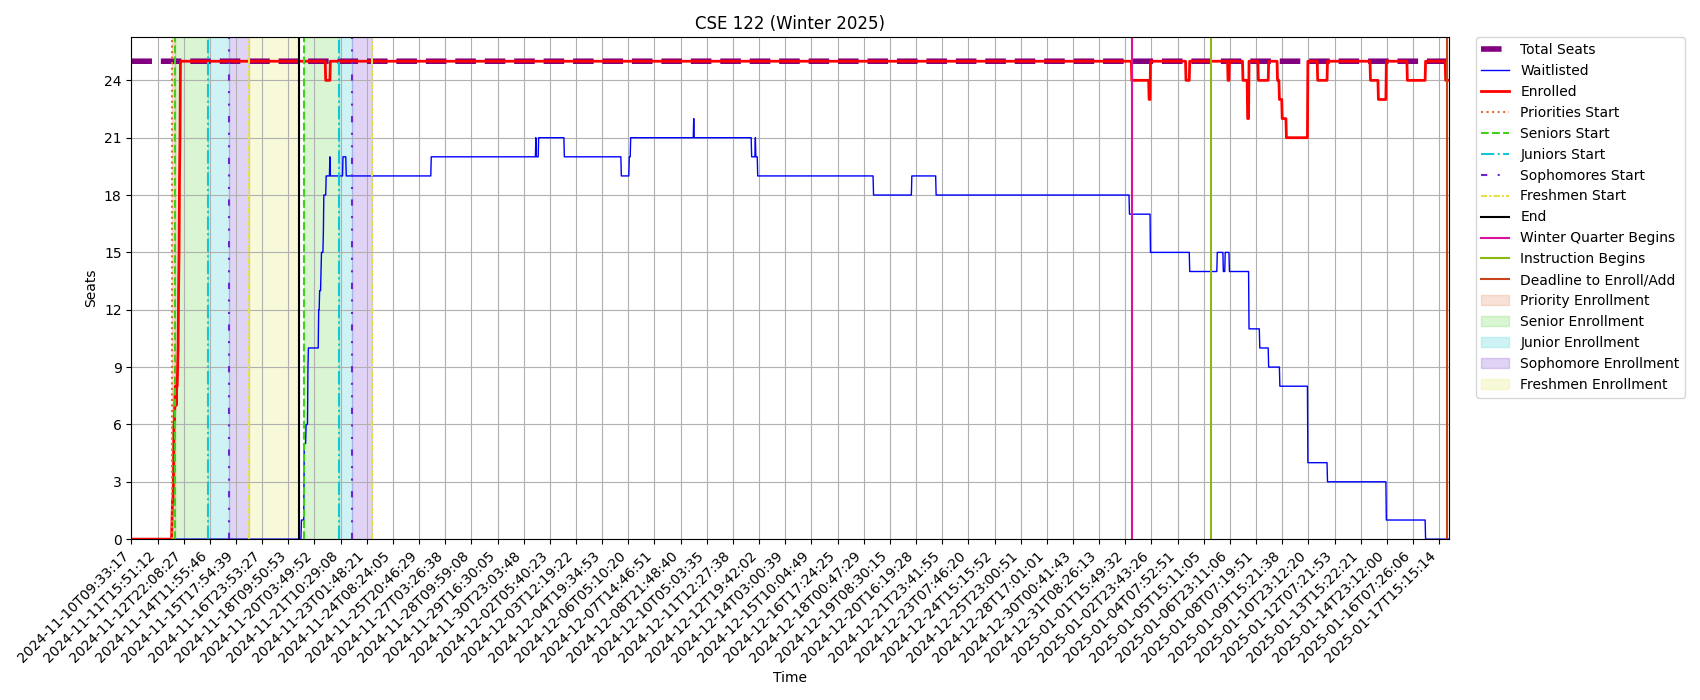 CSE 122 (Winter 2025)
Seats
24
21
18
15
12
9
6
3
0
2024-11-10T09:33:17
2024-11-11T15:51:12
2024-11-12T22:08:27
2024-11-14T11:55:46
2024-11-15T17:54:39
2024-11-16T23:53:27
2024-11-18T09:50:53
2024-11-20T03:49:52
2024-11-21T10:29:08
2024-11-23T01:48:21
2024-11-24T08:24:05
2024-11-25T20:46:29
2024-11-27T03:26:38
2024-11-28T09:59:08
2024-11-29T16:30:05
2024-11-30T23:03:48
2024-12-02T05:40:23
2024-12-03T12:19:22
2024-12-04T19:34:53
2024-12-06T05:10:20
2024-12-07T14:46:51
2024-12-08T21:48:40
2024-12-10T05:03:35
2024-12-11T12:27:38
2024-12-12T19:42:02
2024-12-14T03:00:39
2024-12-15T10:04:49
2024-12-16T17:24:25
2024-12-18T00:47:29
2024-12-19T08:30:15
2024-12-20T16:19:28
2024-12-21T23:41:55
2024-12-23T07:46:20
2024-12-24T15:15:52
2024-12-25T23:00:51
2024-12-28T17:01:01
2024-12-30T00:41:43
2024-12-31T08:26:13
2025-01-01T15:49:32
2025-01-02T23:43:26
2025-01-04T07:52:51
2025-01-05T15:11:05
2025-01-06T23:11:06
2025-01-08T07:19:51
2025-01-09T15:21:38
2025-01-10T23:12:20
2025-01-12T07:21:53
2025-01-13T15:22:21
2025-01-14T23:12:00
2025-01-16T07:26:06
2025-01-17T15:15:14
Time
Total Seats
Waitlisted
Enrolled
Priorities Start
Seniors Start
Juniors Start
Sophomores Start
Freshmen Start
End
Winter Quarter Begins
Instruction Begins
Deadline to Enroll/Add
Priority Enrollment
Senior Enrollment
Junior Enrollment
Sophomore Enrollment
Freshmen Enrollment